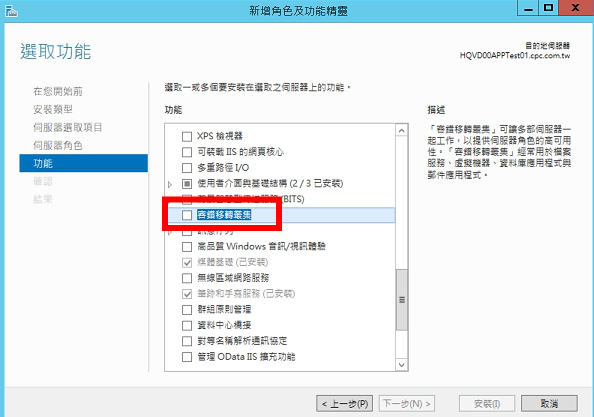 新增角色及功能精靈
選取功能
目的地伺服器
HQVD00APPTest01.cpc.com.tw
在您開始前
安裝類型
伺服器選取項目
伺服器角色
功能
確認
結果
選取一或多個要安裝在選取之伺服器上的功能。
功能
XPS 檢視器
可裝載 IIS 的網頁核心
多重路徑 I/O
使用者介面與基礎結構 (2 / 3 已安裝)
(BITS)
容錯移轉叢集
訊息佇列
高品質 Windows 音訊/視訊體驗
媒體基礎 (已安裝)
無線區域網路服務
筆跡和手寫服務 (已安裝)
群組原則管理
資料中心橋接
對等名稱解析通訊協定
管理 OData IIS 擴充功能
描述
「容錯移轉叢集」可讓多部伺服器一
起工作，以提供伺服器角色的高可用
性。「容錯移轉叢集」經常用於檔案
服務、虛擬機器、資料庫應用程式與
郵件應用程式。
< 上一步(P)
下一步(N) >
安裝(I)
取消